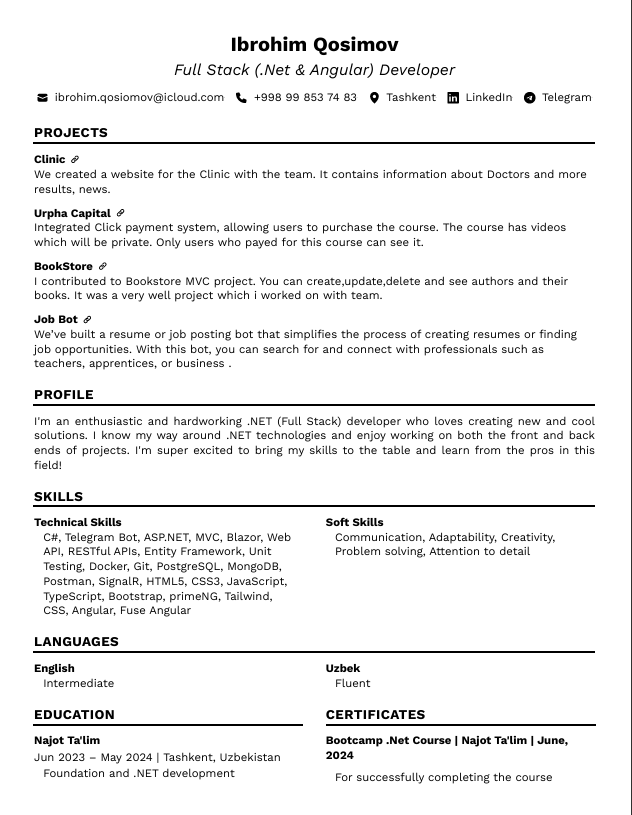 Ibrohim Qosimov
Full Stack (.Net & Angular) Developer
ibrohim.qosiomov@icloud.com +998 99 853 74 83 Tashkent LinkedIn Telegram
PROJECTS
Clinic
We created a website for the Clinic with the team. It contains information about Doctors and more
results, news.
Urpha Capital
Integrated Click payment system, allowing users to purchase the course. The course has videos
which will be private. Only users who payed for this course can see it.
BookStore
I contributed to Bookstore MVC project. You can create,update,delete and see authors and their
books. It was a very well project which i worked on with team.
Job Bot
We’ve built a resume or job posting bot that simplifies the process of creating resumes or finding
job opportunities. With this bot, you can search for and connect with professionals such as
teachers, apprentices, or business .
PROFILE
I'm an enthusiastic and hardworking .NET (Full Stack) developer who loves creating new and cool
solutions. I know my way around .NET technologies and enjoy working on both the front and back
ends of projects. I'm super excited to bring my skills to the table and learn from the pros in this
field!
SKILLS
Technical Skills
C#, Telegram Bot, ASP.NET, MVC, Blazor, Web
API, RESTful APIs, Entity Framework, Unit
Testing, Docker, Git, PostgreSQL, MongoDB,
Postman, SignalR, HTML5, CSS3, JavaScript,
TypeScript, Bootstrap, primeNG, Tailwind,
CSS, Angular, Fuse Angular
Soft Skills
Communication, Adaptability, Creativity,
Problem solving, Attention to detail
LANGUAGES
English
Intermediate
Uzbek
Fluent
EDUCATION
Najot Ta'lim
Jun 2023 – May 2024 | Tashkent, Uzbekistan
Foundation and .NET development
CERTIFICATES
Bootcamp .Net Course | Najot Ta'lim | June,
2024
For successfully completing the course